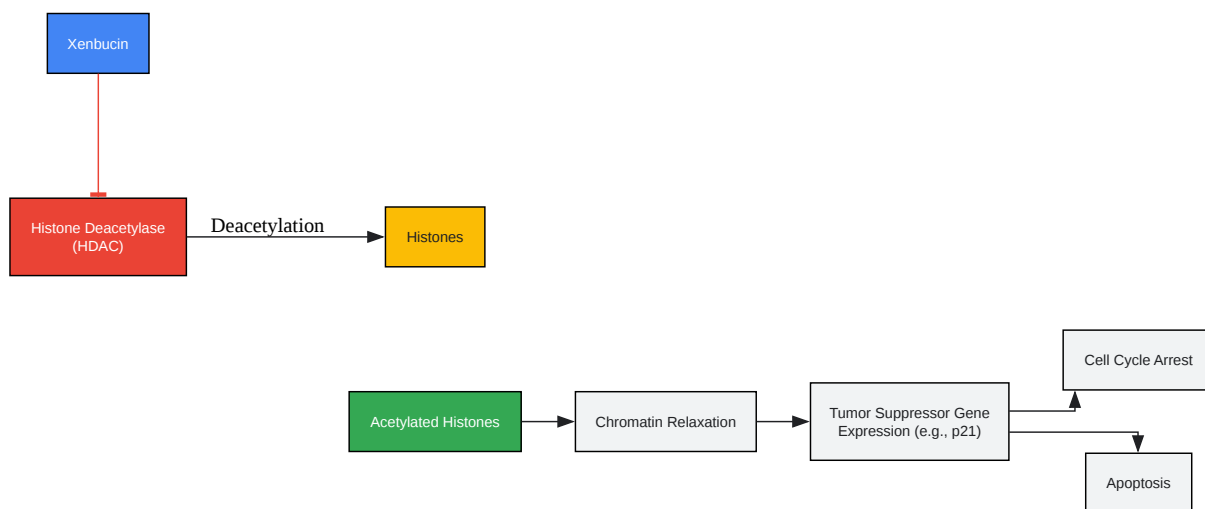 Xenbucin
Histone Deacetylase
(HDAC)
Deacetylation
Histones
Cell Cycle Arrest
Acetylated Histones
Chromatin Relaxation
Tumor Suppressor Gene
Expression (e.g., p21)
Apoptosis